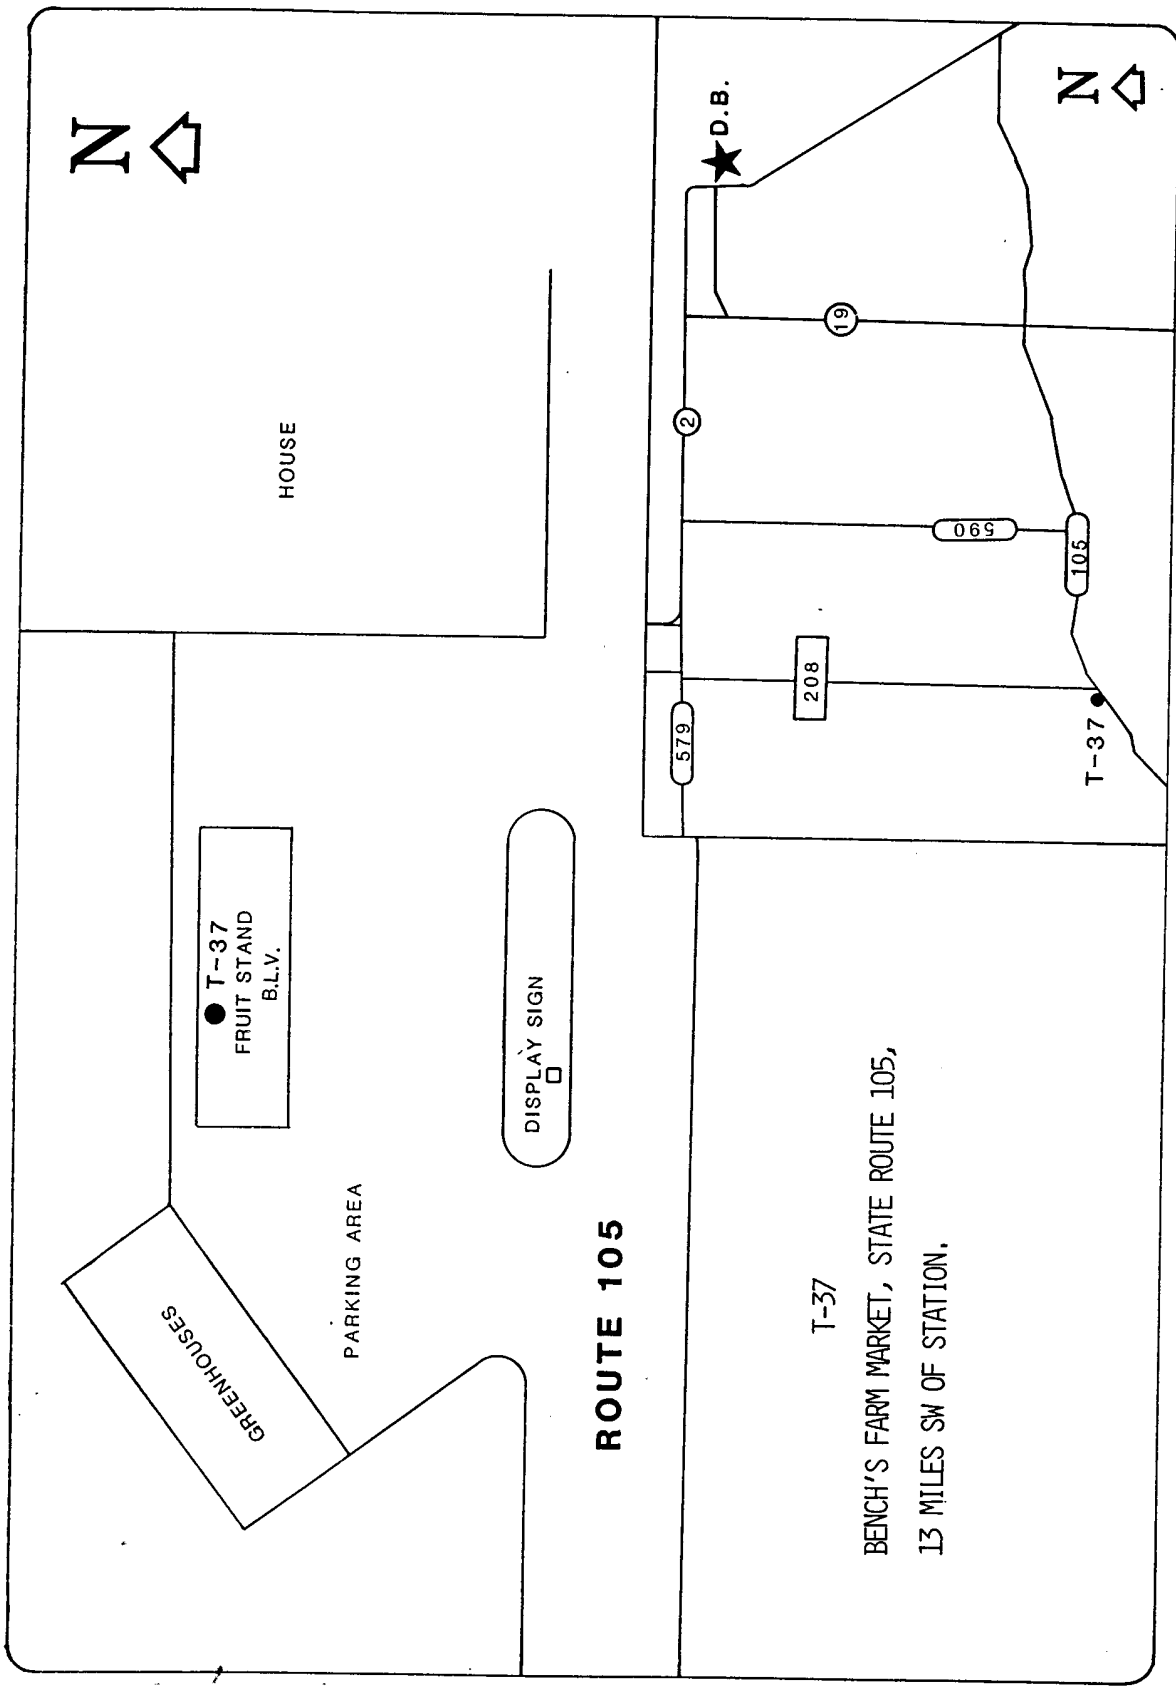 N
HOUSE
T-37
FRUIT STAND
B.L.V.
GREENHOUSES
PARKING AREA
DISPLAY SIGN
ROUTE 105
T-37
BENCH'S FARM MARKET, STATE ROUTE 105,
13 MILES SW OF STATION.
D.B.
2
19
579
208
590
105
T-37
N